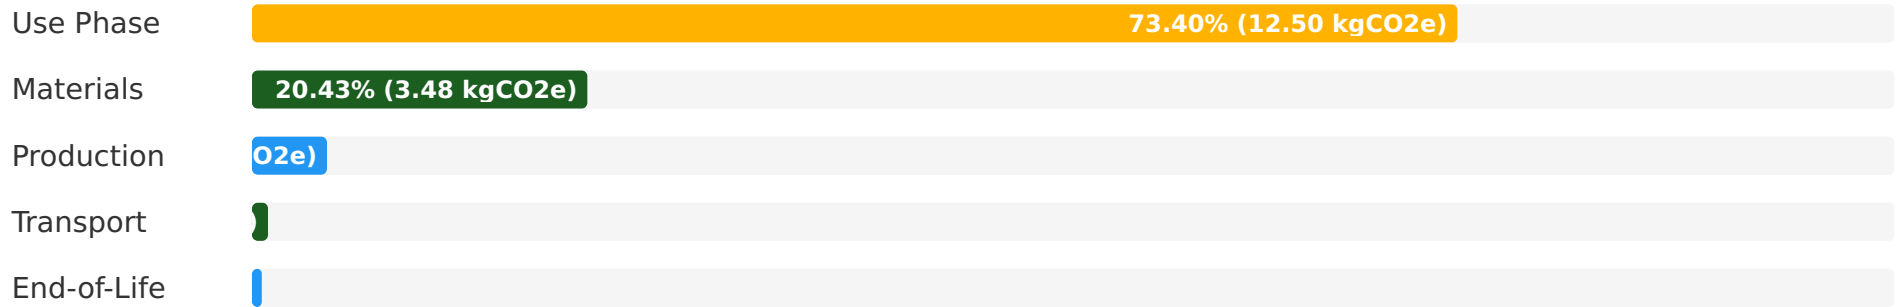 Use Phase 73.40% (12.50 kgCO2e)
Materials 20.43% (3.48 kgCO2e)
Production O2e)
Transport )
End-of-Life